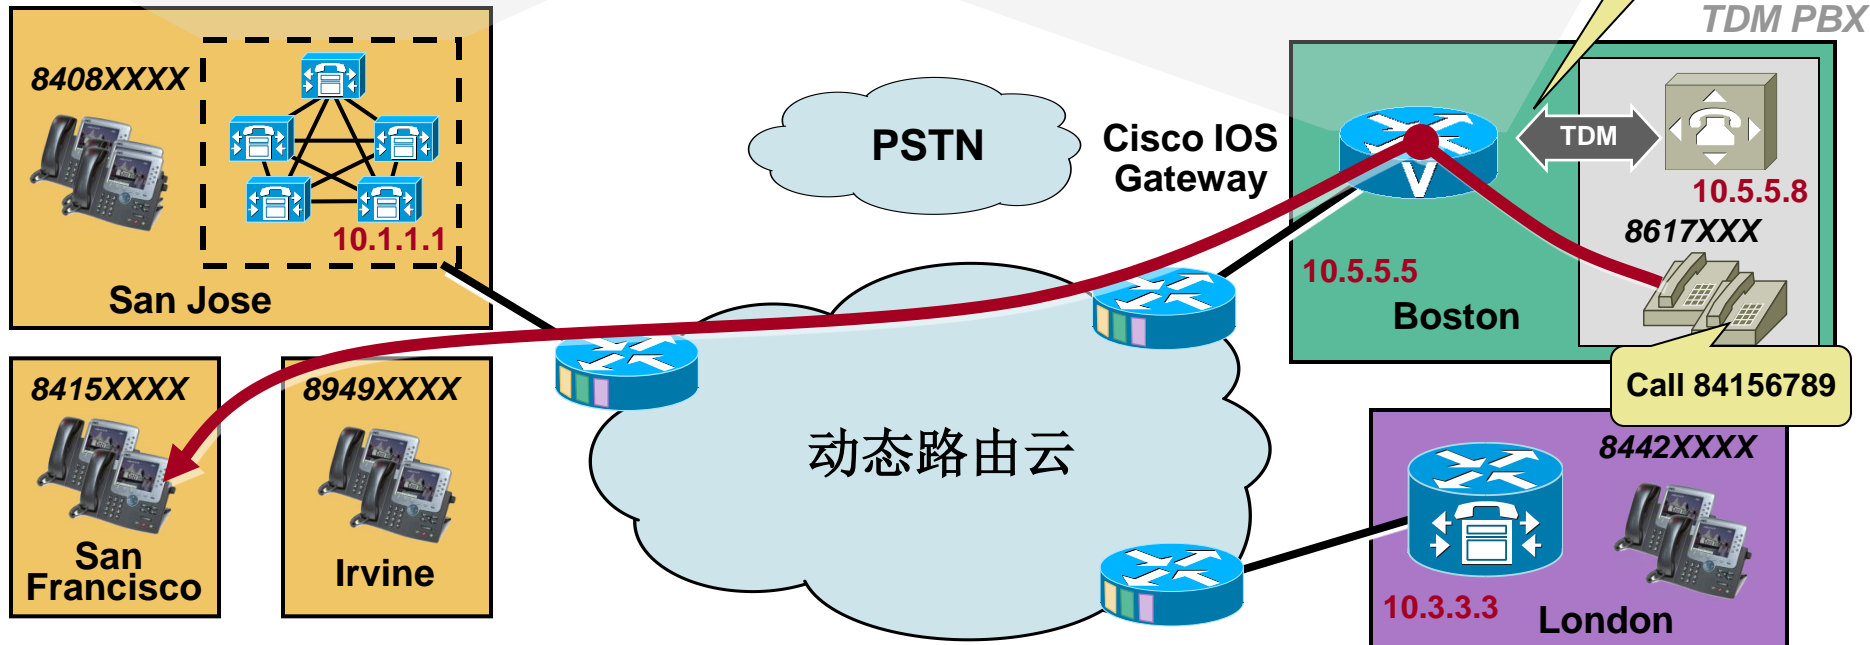 TDM PBX
8408XXXX
10.1.1.1
San Jose
PSTN
Cisco IOS
Gateway
TDM
10.5.5.8
8617XXX
10.5.5.5
Boston
Call 84156789
8415XXXX
San
Francisco
8949XXXX
Irvine
动态路由云
8442XXXX
10.3.3.3
London
V